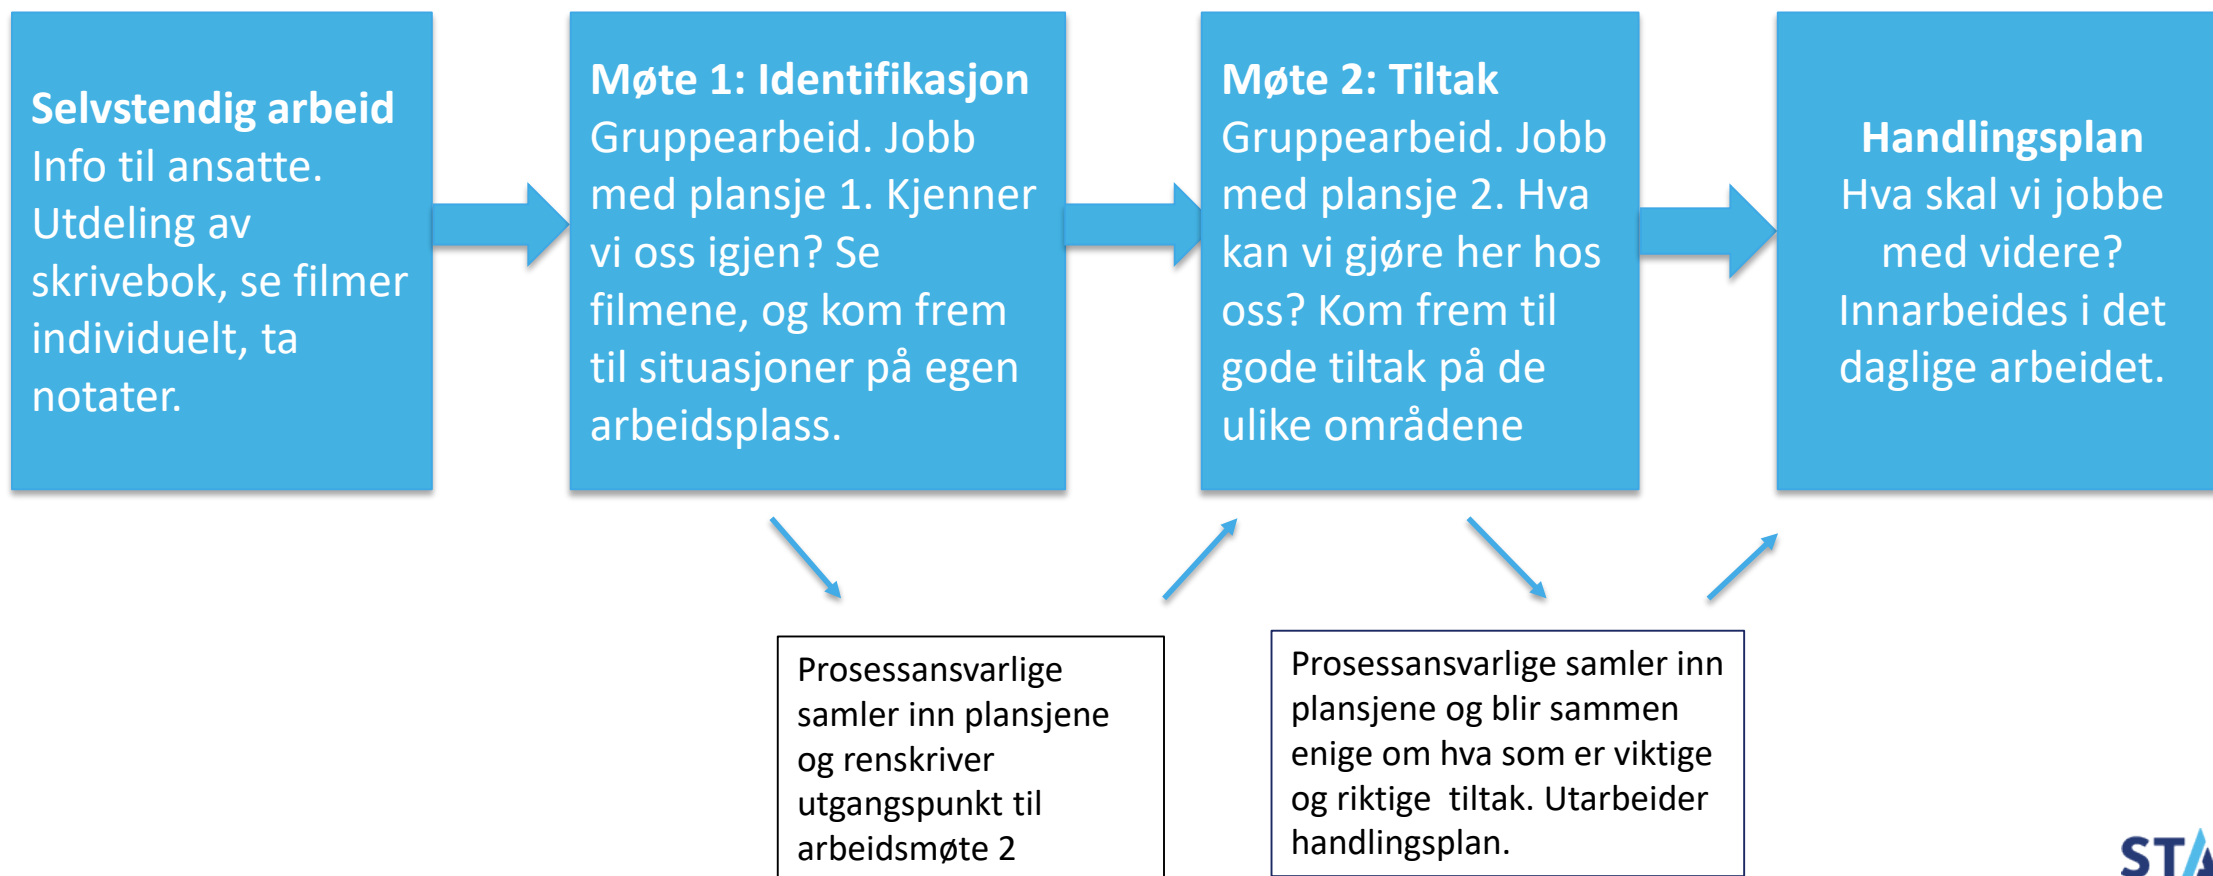 Selvstendig arbeid
Info til ansatte.
Utdeling av
skrivebok, se filmer
individuelt, ta
notater.
Møte 1: Identifikasjon
Gruppearbeid. Jobb
med plansje 1. Kjenner
vi oss igjen? Se
filmene, og kom frem
til situasjoner på egen
arbeidsplass.
Møte 2: Tiltak
Gruppearbeid. Jobb
med plansje 2. Hva
kan vi gjøre her hos
oss? Kom frem til
gode tiltak på de
ulike områdene
Handlingsplan
Hva skal vi jobbe
med videre?
Innarbeides i det
daglige arbeidet.
Prosessansvarlige
samler inn plansjene
og renskriver
utgangspunkt til
arbeidsmøte 2
Prosessansvarlige samler inn
plansjene og blir sammen
enige om hva som er viktige
og riktige  tiltak. Utarbeider
handlingsplan.